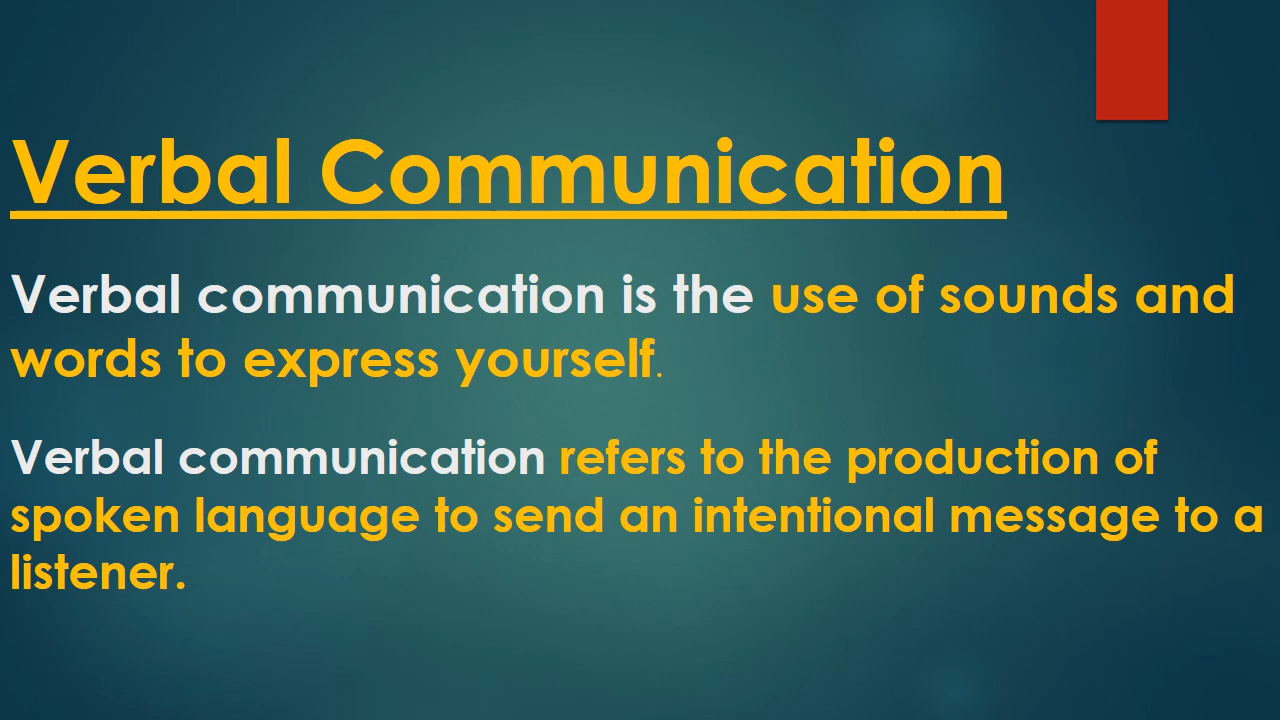 Verbal Communication
Verbal communication is the use of sounds and
words to express yourself.
Verbal communication refers to the production of
spoken language to send an intentional message to a
listener.